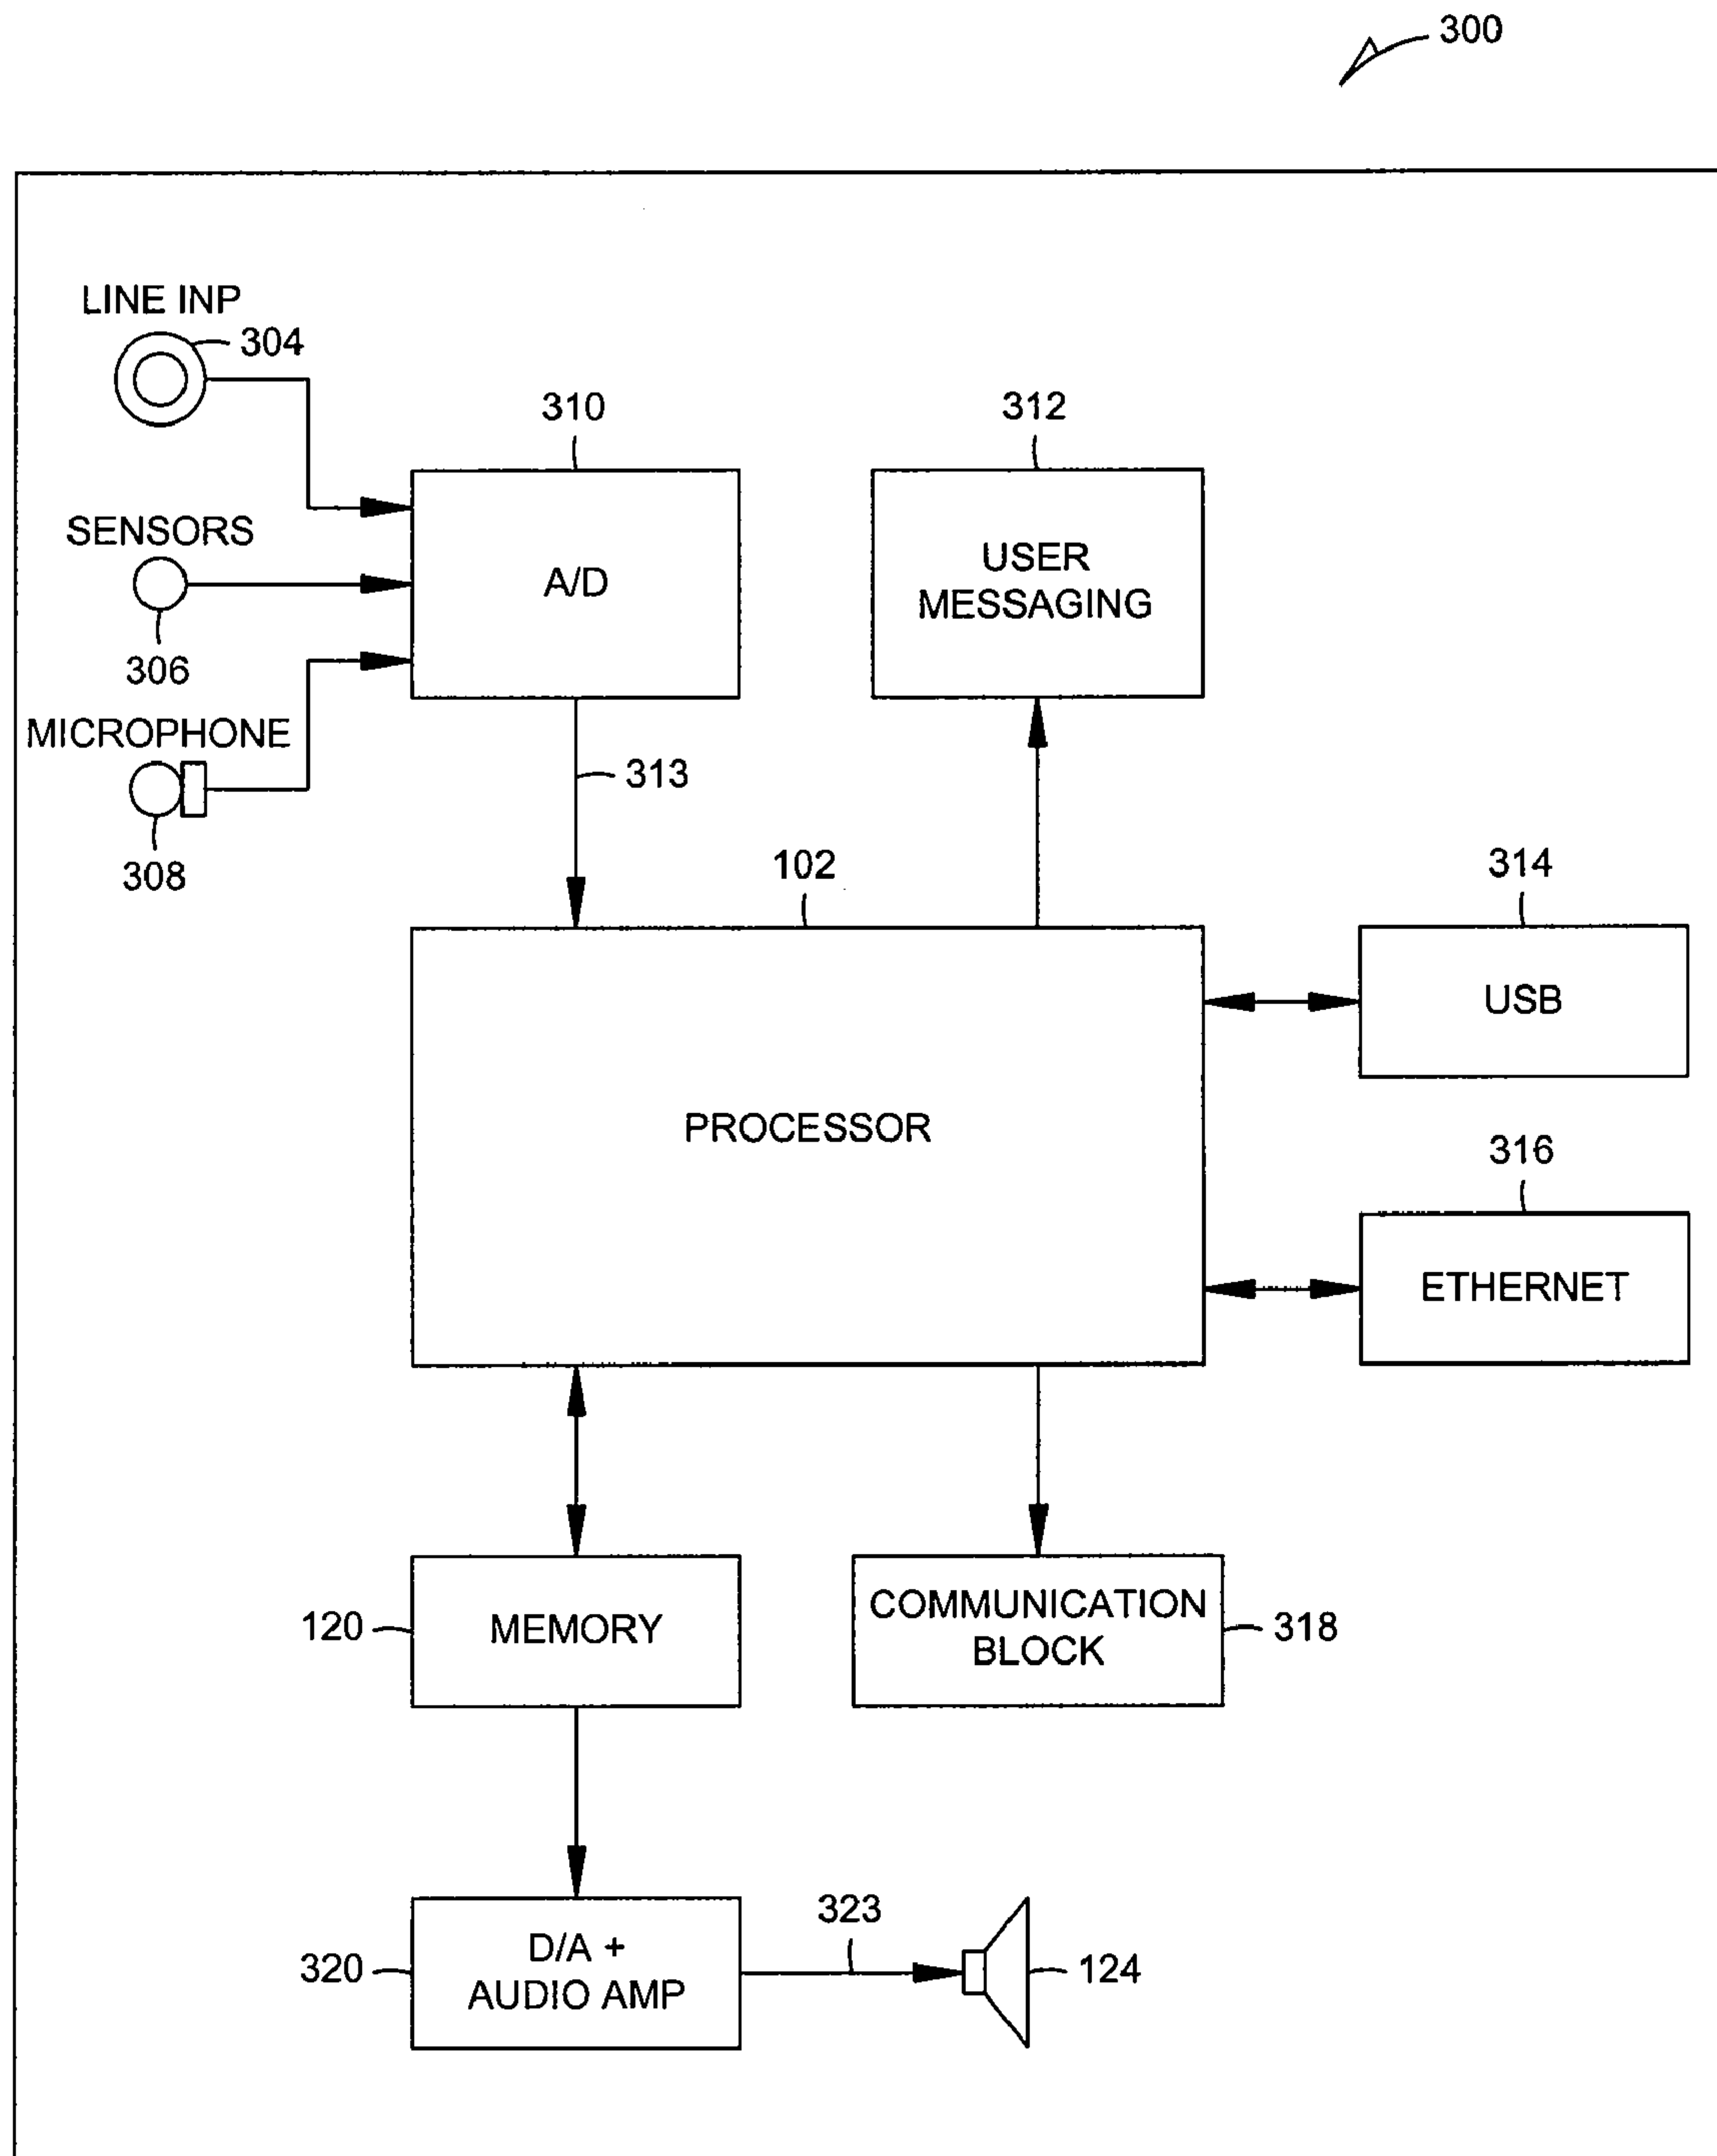 300
LINE INP
304
310
312
SENSORS
A/D
USER
MESSAGING
306
MICROPHONE
313
308
102
314
USB
PROCESSOR
316
ETHERNET
120
MEMORY
COMMUNICATION
BLOCK
318
323
320
D/A +
AUDIO AMP
124